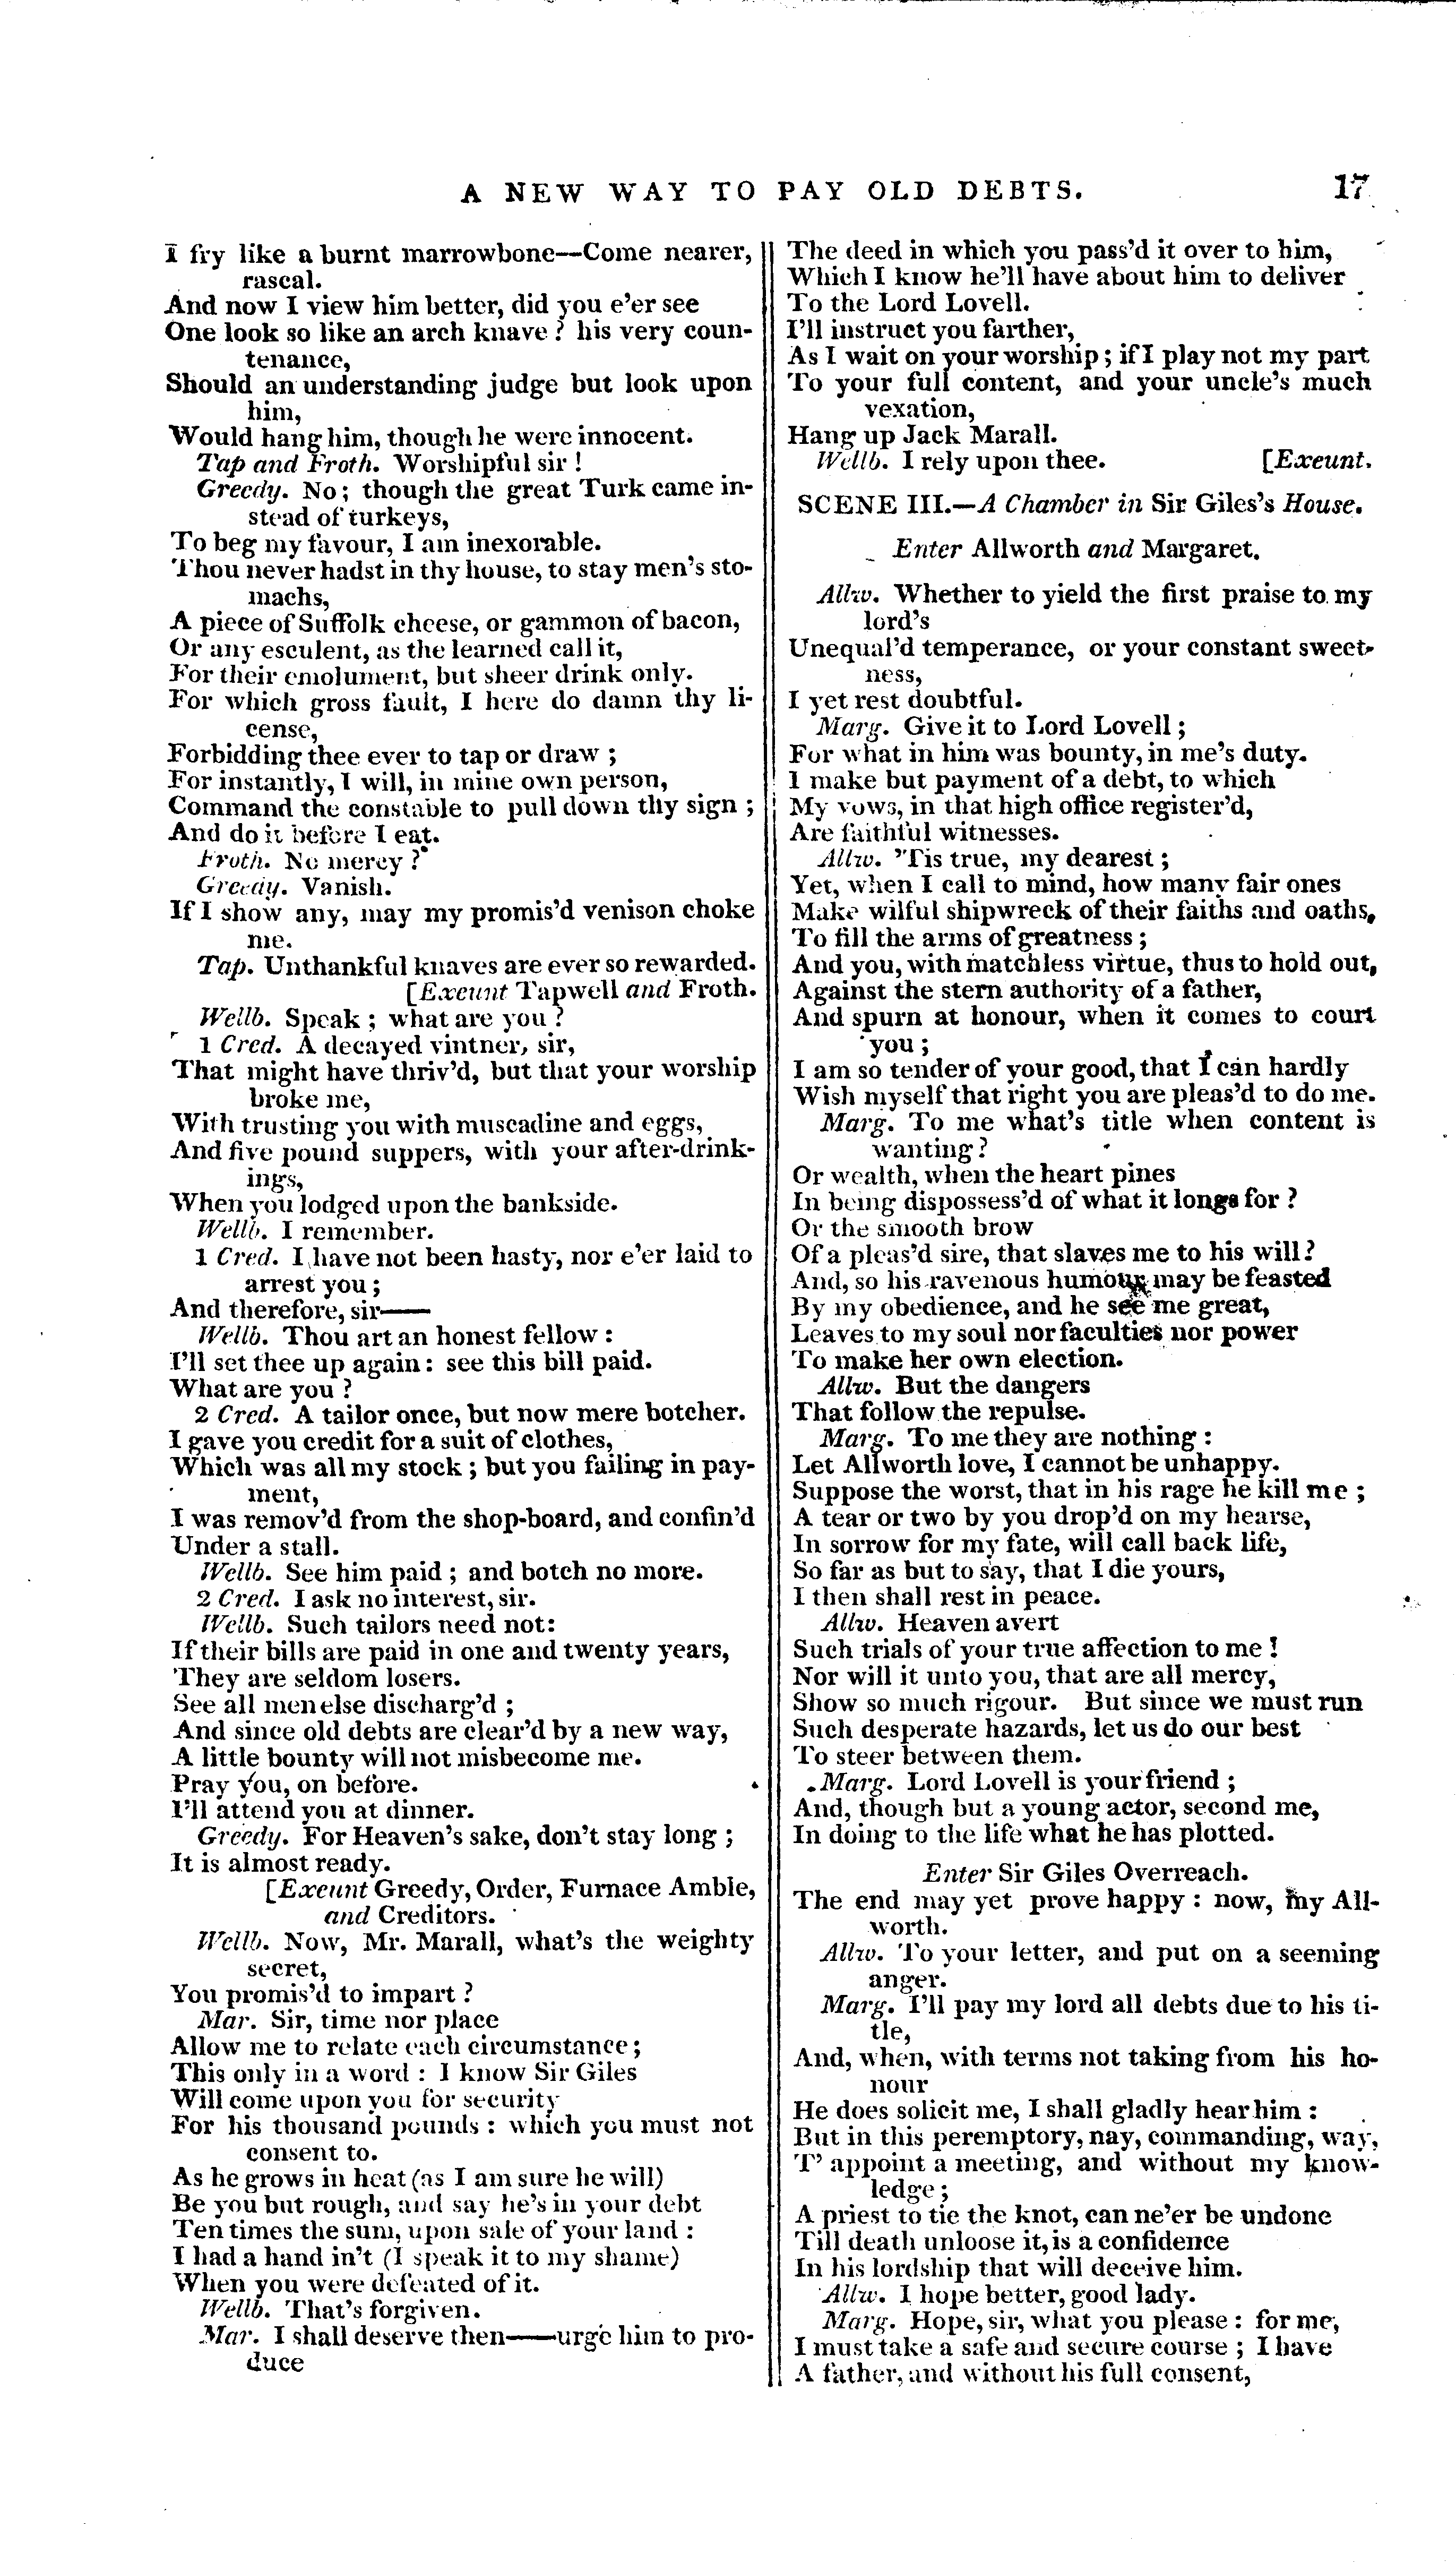 A NEW WAY TO PAY OLD DEBTS. 17
I fry like a burnt marrowbone—Come nearer,
rascal.
And now I view him better, did you e'er see
One look so like an arch knave? his very coun-
tenance,
Should an understanding judge but look upon
him,
Would hang him, though he were innocent.
Tap and Froth. Worshipful sir!
Greedy. No; though the great Turk came in-
stead of turkeys,
To beg my favour, I am inexorable.
Thou never hadst in thy house, to stay men's sto-
machs,
A piece of Suffolk cheese, or gammon of bacon,
Or any esculent, as the learned call it,
For their emolument, but sheer drink only.
For which gross fault, I here do damn thy li-
cense,
Forbidding thee ever to tap or draw;
For instantly, I will, in mine own person,
Command the constable to pull down thy sign;
And do it before I eat.
Froth. No mercy?
Greedy. Vanish.
If I show any, may my promis'd venison choke
me.
Tap. Unthankful knaves are ever so rewarded.
[Exeunt Tapwell and Froth.
Wellb. Speak; what are you?
1 Cred. A decayed vintner, sir,
That might have thriv'd, but that your worship
broke me,
With trusting you with muscadine and eggs,
And five pound suppers, with your after-drink-
ings,
When you lodged upon the bankside.
Wellb. I remember.
1 Cred. I have not been hasty, nor e'er laid to
arrest you;
And therefore, sir——
Wellb. Thou art an honest fellow:
I'll set thee up again: see this bill paid.
What are you?
2 Cred. A tailor once, but now mere botcher.
I gave you credit for a suit of clothes,
Which was all my stock; but you failing in pay-
ment,
I was remov'd from the shop-board, and confin'd
Under a stall.
Wellb. See him paid; and botch no more.
2 Cred. I ask no interest, sir.
Wellb. Such tailors need not:
If their bills are paid in one and twenty years,
They are seldom losers.
See all men else discharg'd;
And since old debts are clear'd by a new way,
A little bounty will not misbecome me.
Pray you, on before.
I'll attend you at dinner.
Greedy. For Heaven's sake, don't stay long;
It is almost ready.
[Exeunt Greedy, Order, Furnace Amble,
and Creditors.
Wellb. Now, Mr. Marall, what's the weighty
secret,
You promis'd to impart?
Mar. Sir, time nor place
Allow me to relate each circumstance;
This only in a word: I know Sir Giles
Will come upon you for security
For his thousand pounds: which you must not
consent to.
As he grows in heat (as I am sure he will)
Be you but rough, and say he's in your debt
Ten times the sum, upon sale of your land:
I had a hand in't (I speak it to my shame)
When you were defeated of it.
Wellb. That's forgiven.
Mar. I shall deserve then——urge him to pro-
duce
The deed in which you pass'd it over to him,
Which I know he'll have about him to deliver
To the Lord Lovell.
I'll instruct you farther,
As I wait on your worship; if I play not my part
To your full content, and your uncle's much
vexation,
Hang up Jack Marall.
Wellb. I rely upon thee. [Exeunt.
SCENE III.—A Chamber in Sir Giles's House.
Enter Allworth and Margaret.
Allw. Whether to yield the first praise to my
lord's
Unequal'd temperance, or your constant sweet-
ness,
I yet rest doubtful.
Marg. Give it to Lord Lovell;
For what in him was bounty, in me's duty.
I make but payment of a debt, to which
My vows, in that high office register'd,
Are faithful witnesses.
Allw. 'Tis true, my dearest;
Yet, when I call to mind, how many fair ones
Make wilful shipwreck of their faiths and oaths,
To fill the arms of greatness;
And you, with matchless virtue, thus to hold out,
Against the stern authority of a father,
And spurn at honour, when it comes to court
you;
I am so tender of your good, that I can hardly
Wish myself that right you are pleas'd to do me.
Marg. To me what's title when content is
wanting?
Or wealth, when the heart pines
In being dispossess'd of what it longs for?
Or the smooth brow
Of a pleas'd sire, that slaves me to his will?
And, so his ravenous humour may be feasted
By my obedience, and he see me great,
Leaves to my soul nor faculties nor power
To make her own election.
Allw. But the dangers
That follow the repulse.
Marg. To me they are nothing:
Let Allworth love, I cannot be unhappy.
Suppose the worst, that in his rage he kill me;
A tear or two by you drop'd on my hearse,
In sorrow for my fate, will call back life,
So far as but to say, that I die yours,
I then shall rest in peace.
Allw. Heaven avert
Such trials of your true affection to me!
Nor will it unto you, that are all mercy,
Show so much rigour. But since we must run
Such desperate hazards, let us do our best
To steer between them.
Marg. Lord Lovell is your friend;
And, though but a young actor, second me,
In doing to the life what he has plotted.
Enter Sir Giles Overreach.
The end may yet prove happy: now, my All-
worth.
Allw. To your letter, and put on a seeming
anger.
Marg. I'll pay my lord all debts due to his ti-
tle,
And, when, with terms not taking from his ho-
nour
He does solicit me, I shall gladly hear him:
But in this peremptory, nay, commanding, way,
T' appoint a meeting, and without my know-
ledge;
A priest to tie the knot, can ne'er be undone
Till death unloose it, is a confidence
In his lordship that will deceive him.
Allw. I hope better, good lady.
Marg. Hope, sir, what you please: for me,
I must take a safe and secure course; I have
A father, and without his full consent,